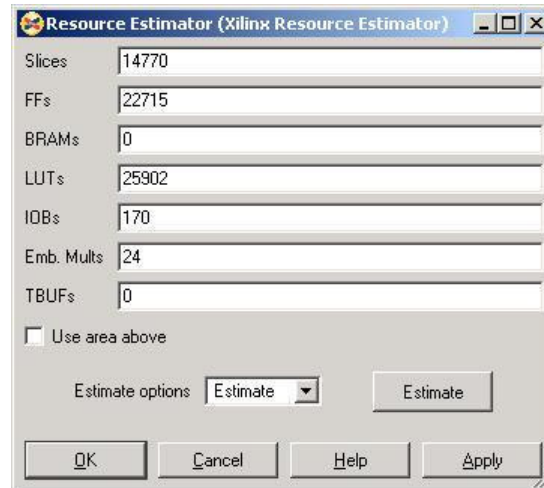 Resource Estimator (Xilinx Resource Estimator)
Slices 14770
FFs 22715
BRAMs 0
LUTs 25902
IOBs 170
Emb. Mults 24
TBUFs 0
Use area above
Estimate options Estimate Estimate
OK Cancel Help Apply